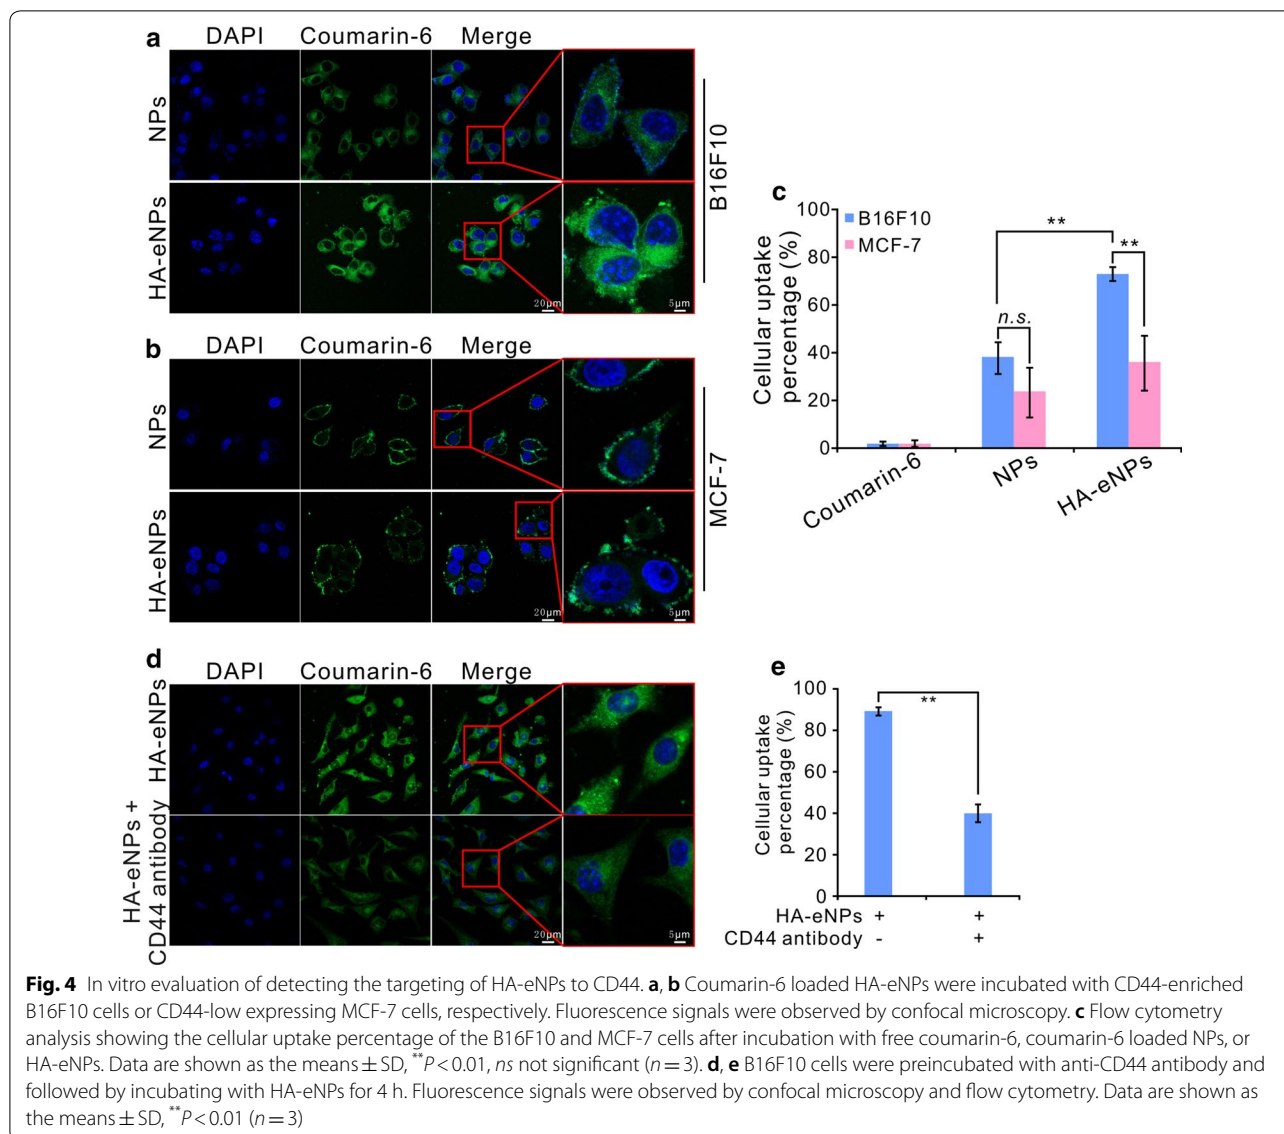 a
DAPI Coumarin-6 Merge
NPs
HA-eNPs
20μm
5μm
B16F10
b
DAPI Coumarin-6 Merge
NPs
HA-eNPs
20μm
5μm
MCF-7
c
Cellular uptake
percentage (%)
100
80
60
40
20
0
B16F10
MCF-7
n.s.
**
**
Coumarin-6
NPs
HA-eNPs
d
DAPI Coumarin-6 Merge
HA-eNPs
HA-eNPs +
CD44 antibody
20μm
5μm
e
Cellular uptake
percentage (%)
100
80
60
40
20
0
**
HA-eNPs + +
CD44 antibody - +
Fig. 4 In vitro evaluation of detecting the targeting of HA-eNPs to CD44. a, b Coumarin-6 loaded HA-eNPs were incubated with CD44-enriched
B16F10 cells or CD44-low expressing MCF-7 cells, respectively. Fluorescence signals were observed by confocal microscopy. c Flow cytometry
analysis showing the cellular uptake percentage of the B16F10 and MCF-7 cells after incubation with free coumarin-6, coumarin-6 loaded NPs, or
HA-eNPs. Data are shown as the means ± SD, **P < 0.01, ns not significant (n = 3). d, e B16F10 cells were preincubated with anti-CD44 antibody and
followed by incubating with HA-eNPs for 4 h. Fluorescence signals were observed by confocal microscopy and flow cytometry. Data are shown as
the means ± SD, **P < 0.01 (n = 3)